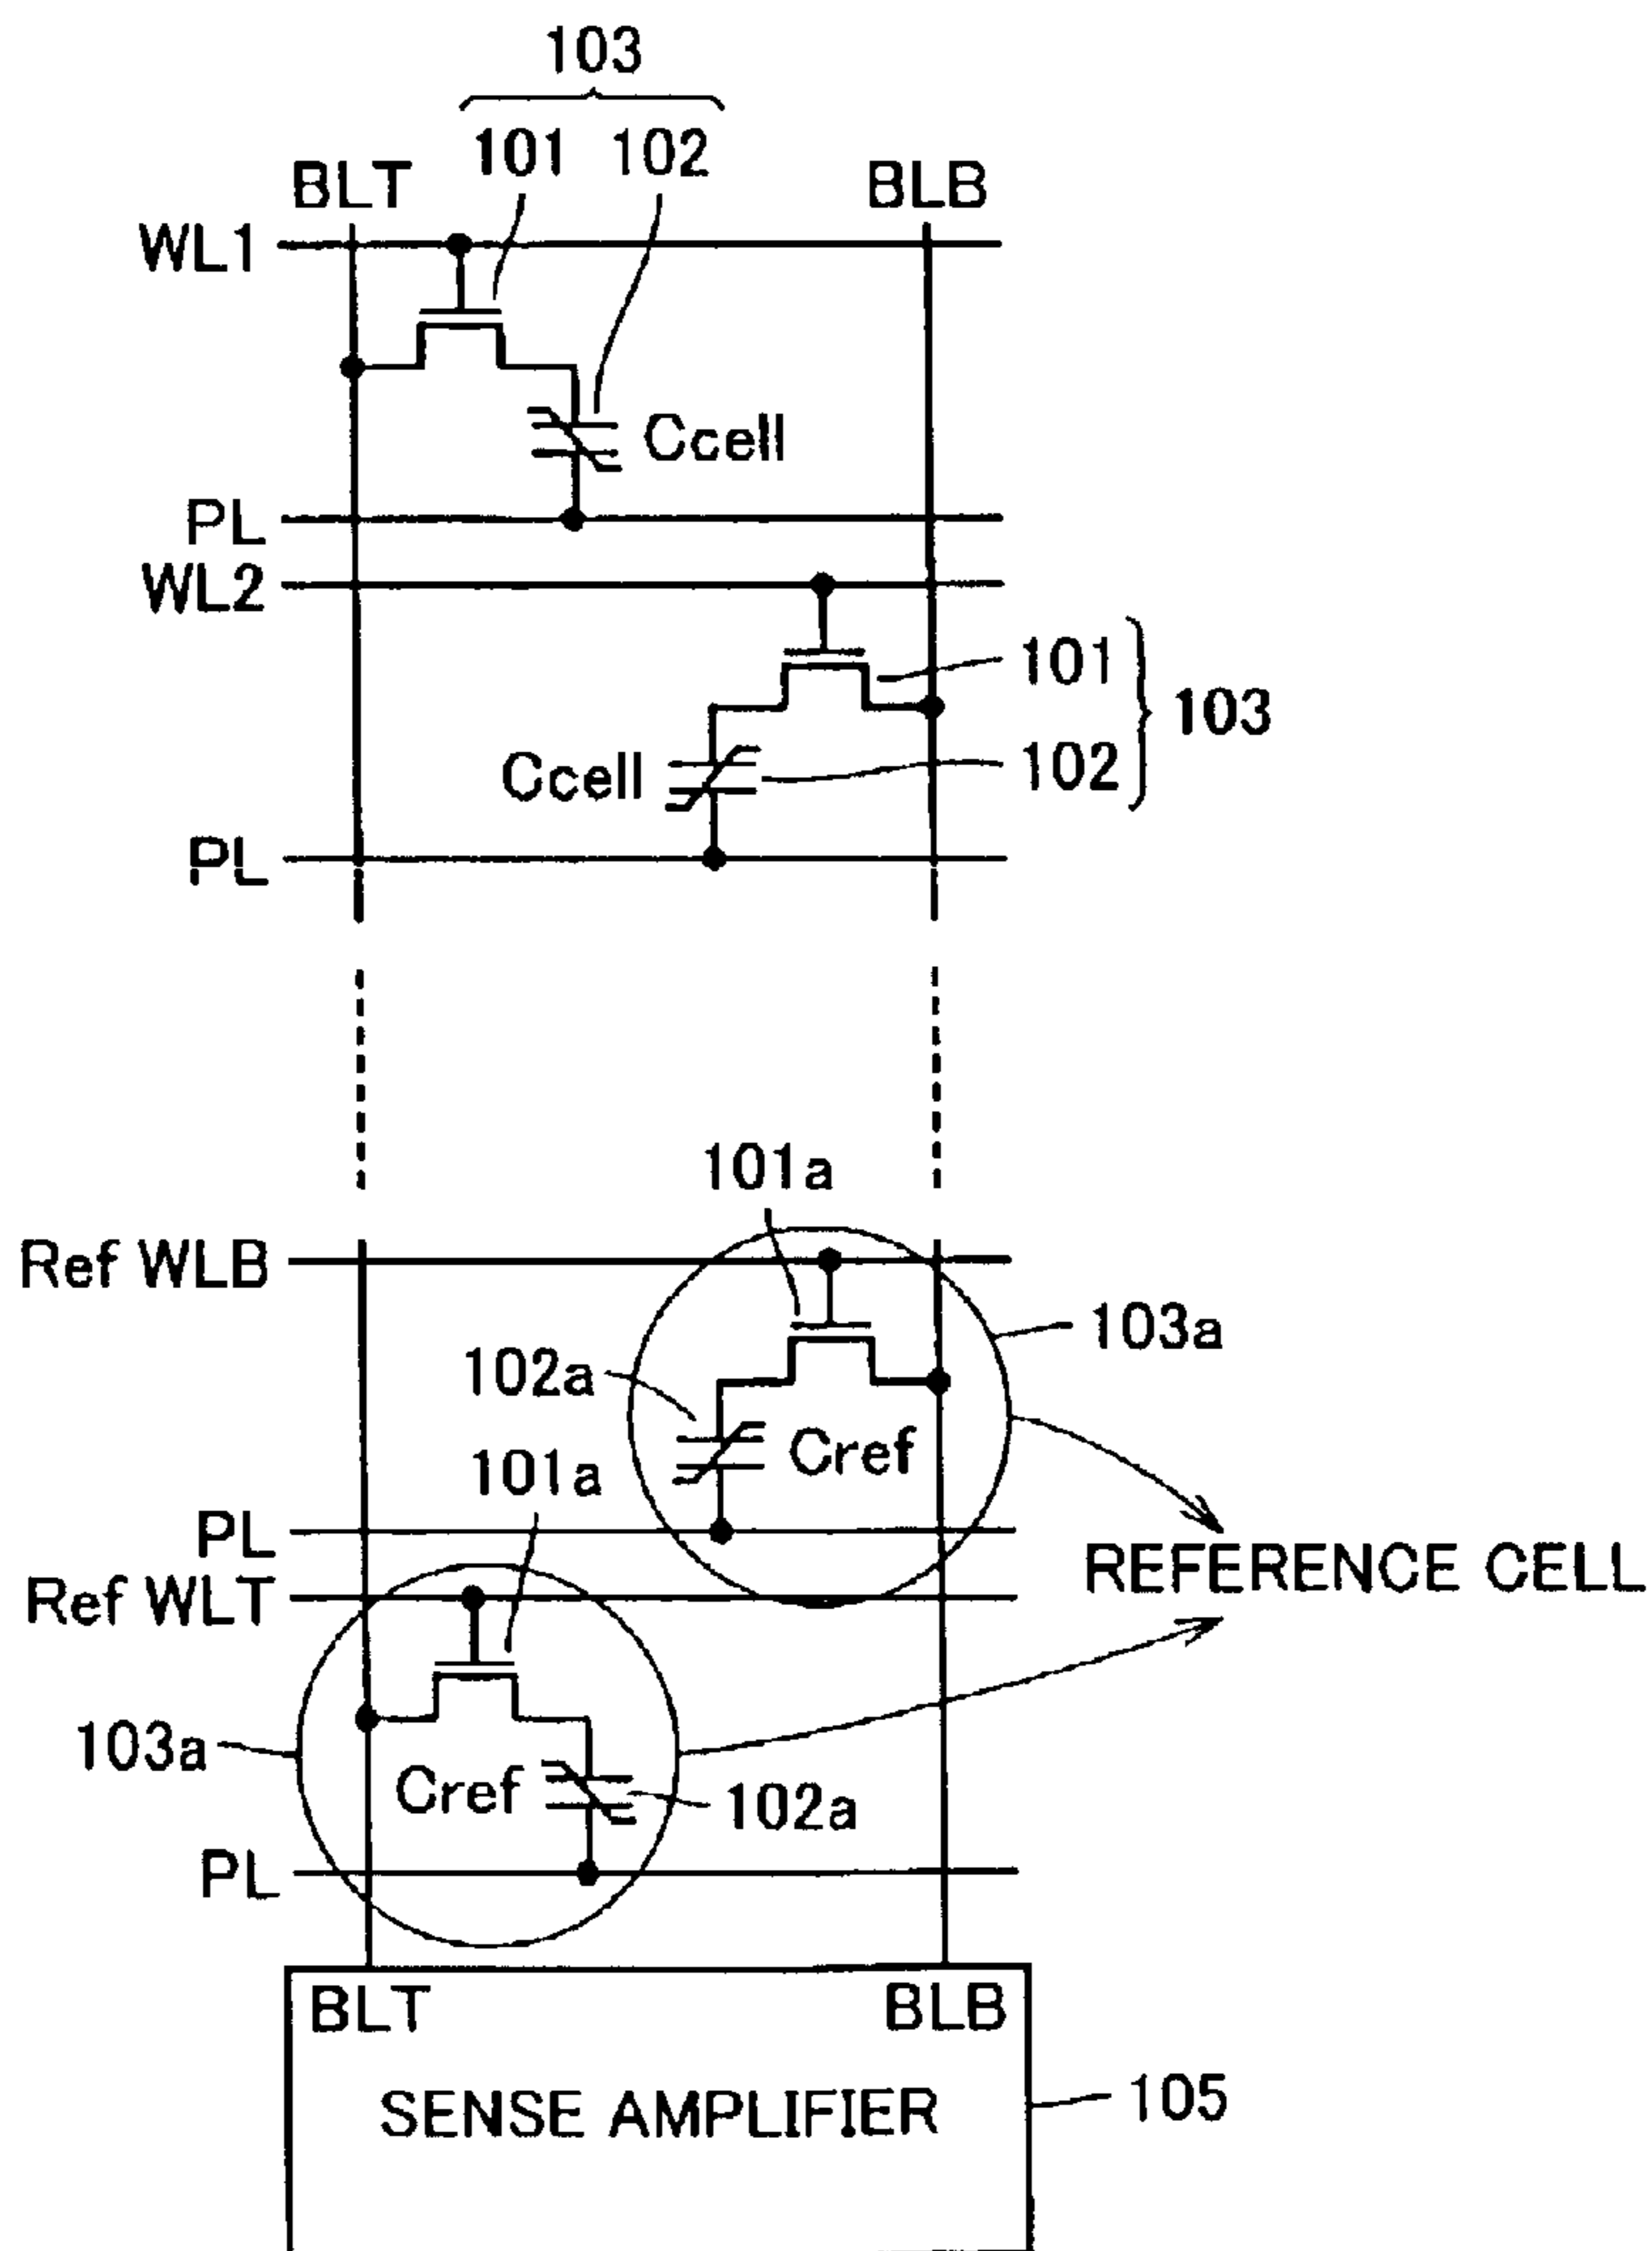 103
101 102
BLT BLB
WL1
Ccell
PL
WL2
101
103
Ccell 102
PL
101a
Ref WLB
103a
102a
Cref
101a
PL
REFERENCE CELL
Ref WLT
103a
Cref 102a
PL
BLT BLB
105
SENSE AMPLIFIER